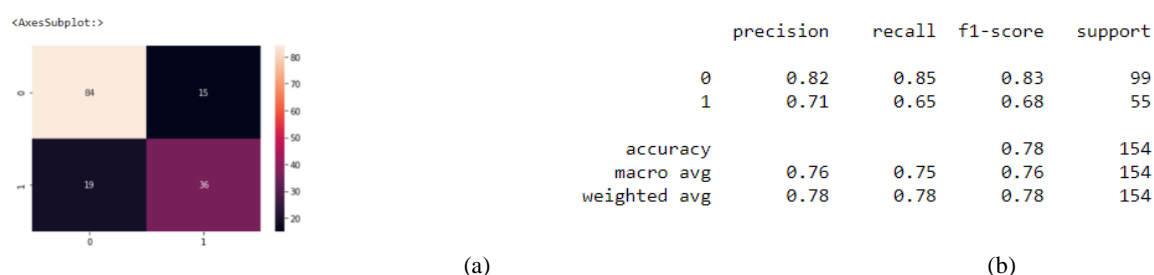 <AxesSubplot:>
0 84 15
1 19 36
0 1
80
70
60
50
40
30
20
(a)
precision recall f1-score support
0 0.82 0.85 0.83 99
1 0.71 0.65 0.68 55
accuracy 0.78 154
macro avg 0.76 0.75 0.76 154
weighted avg 0.78 0.78 0.78 154
(b)